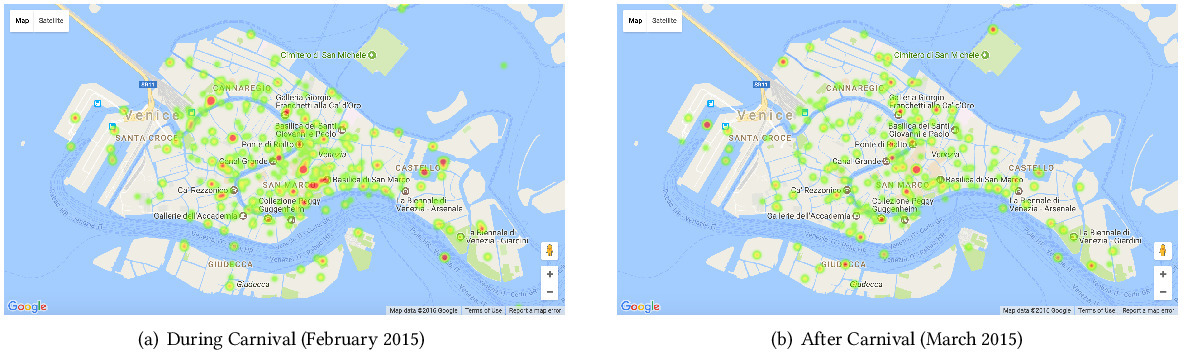 Map Satellite
Cimitero di San Michele
SR11
CANNAREGIO
Galleria Giorgio
Franchetti alla Ca' d'Oro
Venice
Basilica dei Santi
Giovanni e Paolo
SANTA CROCE
Ponte di Rialto
Venezia
Canal Grande
CASTELLO
Basilica di San Marco
SAN MARCO
Ca' Rezzonico
Collezione Peggy
Guggenheim
La Biennale di
Venezia - Arsenale
Gallerie dell'Accademia
La Biennale di
Venezia - Giardini
GIUDECCA
Giudecca
+
−
Google
Map data ©2016 Google Terms of Use Report a map error
(a) During Carnival (February 2015)
Map Satellite
Cimitero di San Michele
SR11
CANNAREGIO
Galleria Giorgio
Franchetti alla Ca' d'Oro
Venice
Basilica dei Santi
Giovanni e Paolo
SANTA CROCE
Ponte di Rialto
Venezia
Canal Grande
CASTELLO
Basilica di San Marco
SAN MARCO
Ca' Rezzonico
Collezione Peggy
Guggenheim
La Biennale di
Venezia - Arsenale
Gallerie dell'Accademia
La Biennale di
Venezia - Giardini
GIUDECCA
Giudecca
+
−
Google
Map data ©2016 Google Terms of Use Report a map error
(b) After Carnival (March 2015)